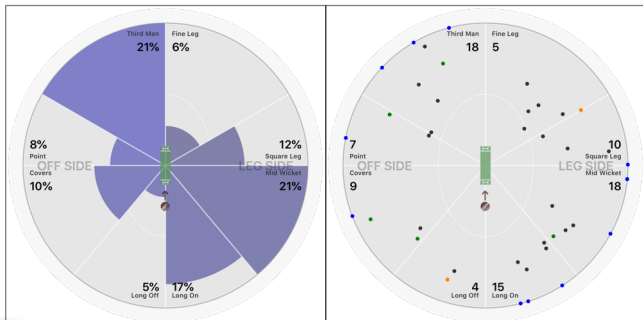 Third Man
21%
Fine Leg
6%
8%
Point
OFF SIDE
Covers
10%
12%
Square Leg
LEG SIDE
Mid Wicket
21%
5%
Long Off
17%
Long On
Third Man
18
Fine Leg
5
7
Point
OFF SIDE
Covers
9
10
Square Leg
LEG SIDE
Mid Wicket
18
4
Long Off
15
Long On